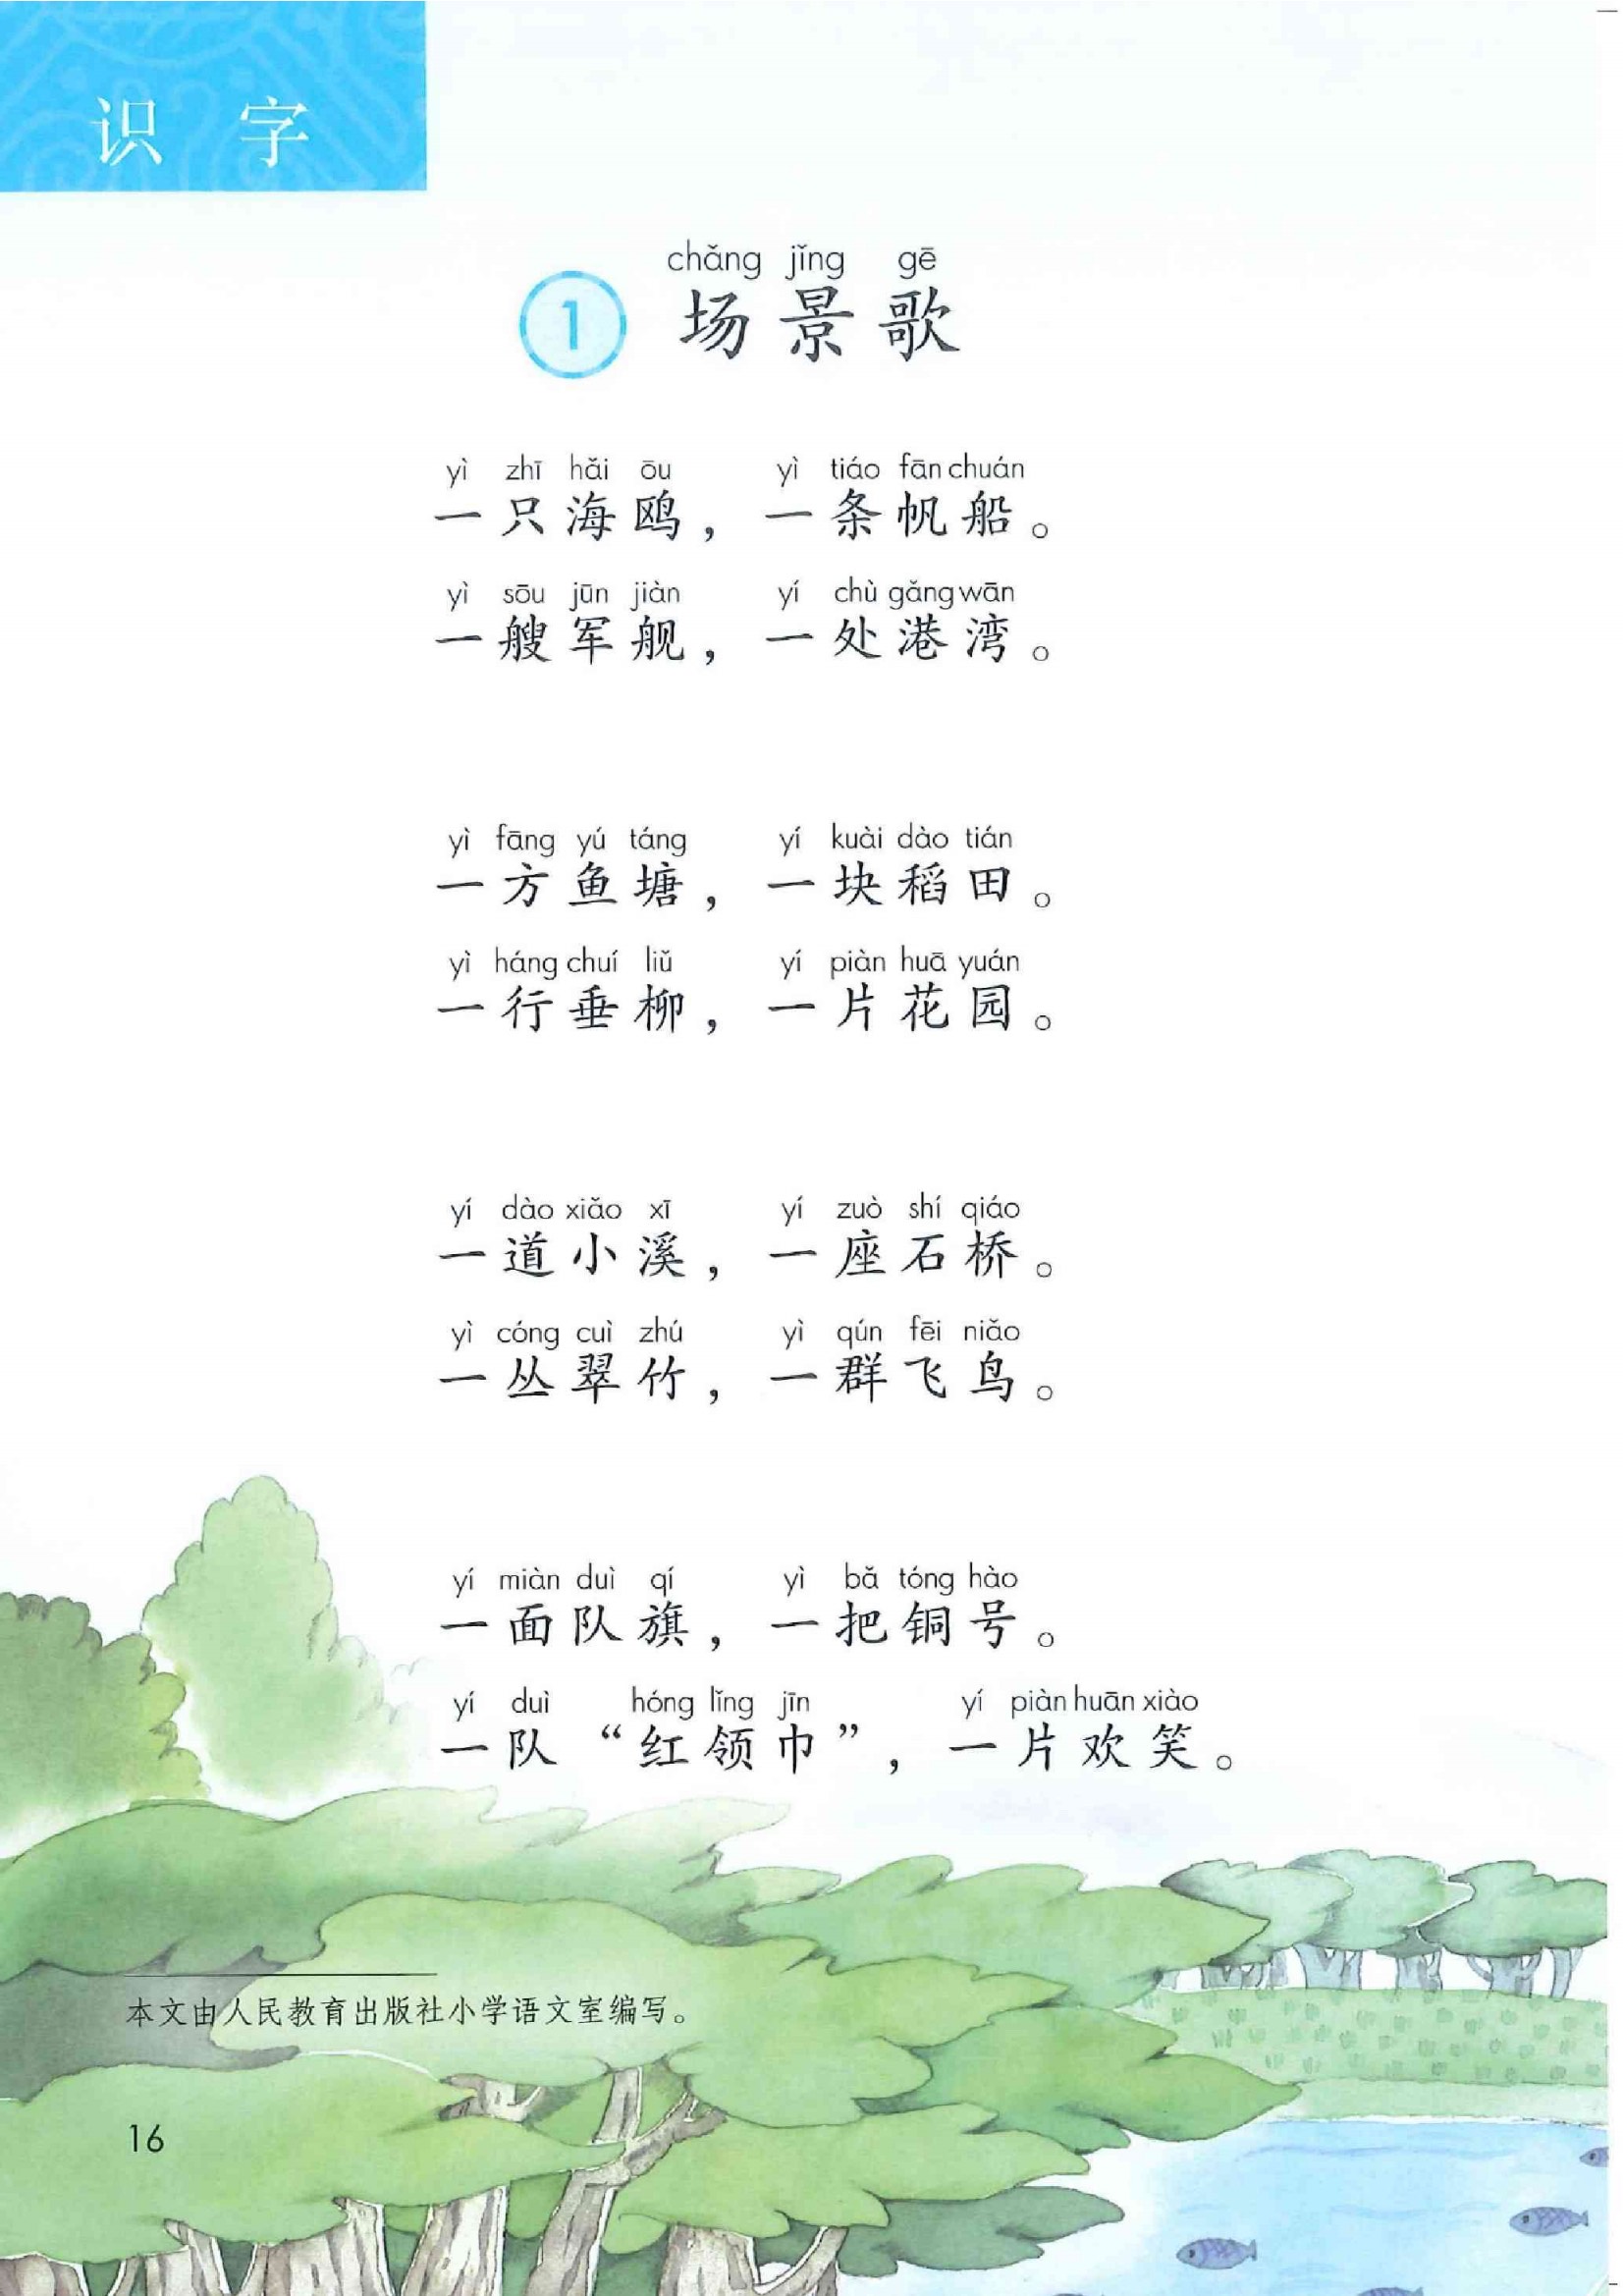 识 字
chǎng jǐng gē
1 场景歌
yì zhī hǎi ōu yì tiáo fān chuán
一只海鸥，一条帆船。
yì sōu jūn jiàn yí chù gǎng wān
一艘军舰，一处港湾。
yì fāng yú táng yí kuài dào tián
一方鱼塘，一块稻田。
yì háng chuí liǔ yí piàn huā yuán
一行垂柳，一片花园。
yí dào xiǎo xī yí zuò shí qiáo
一道小溪，一座石桥。
yì cóng cuì zhú yì qún fēi niǎo
一丛翠竹，一群飞鸟。
yí miàn duì qí yì bǎ tóng hào
一面队旗，一把铜号。
yí duì hóng lǐng jīn yí piàn huān xiào
一队“红领巾”，一片欢笑。
本文由人民教育出版社小学语文室编写。
16